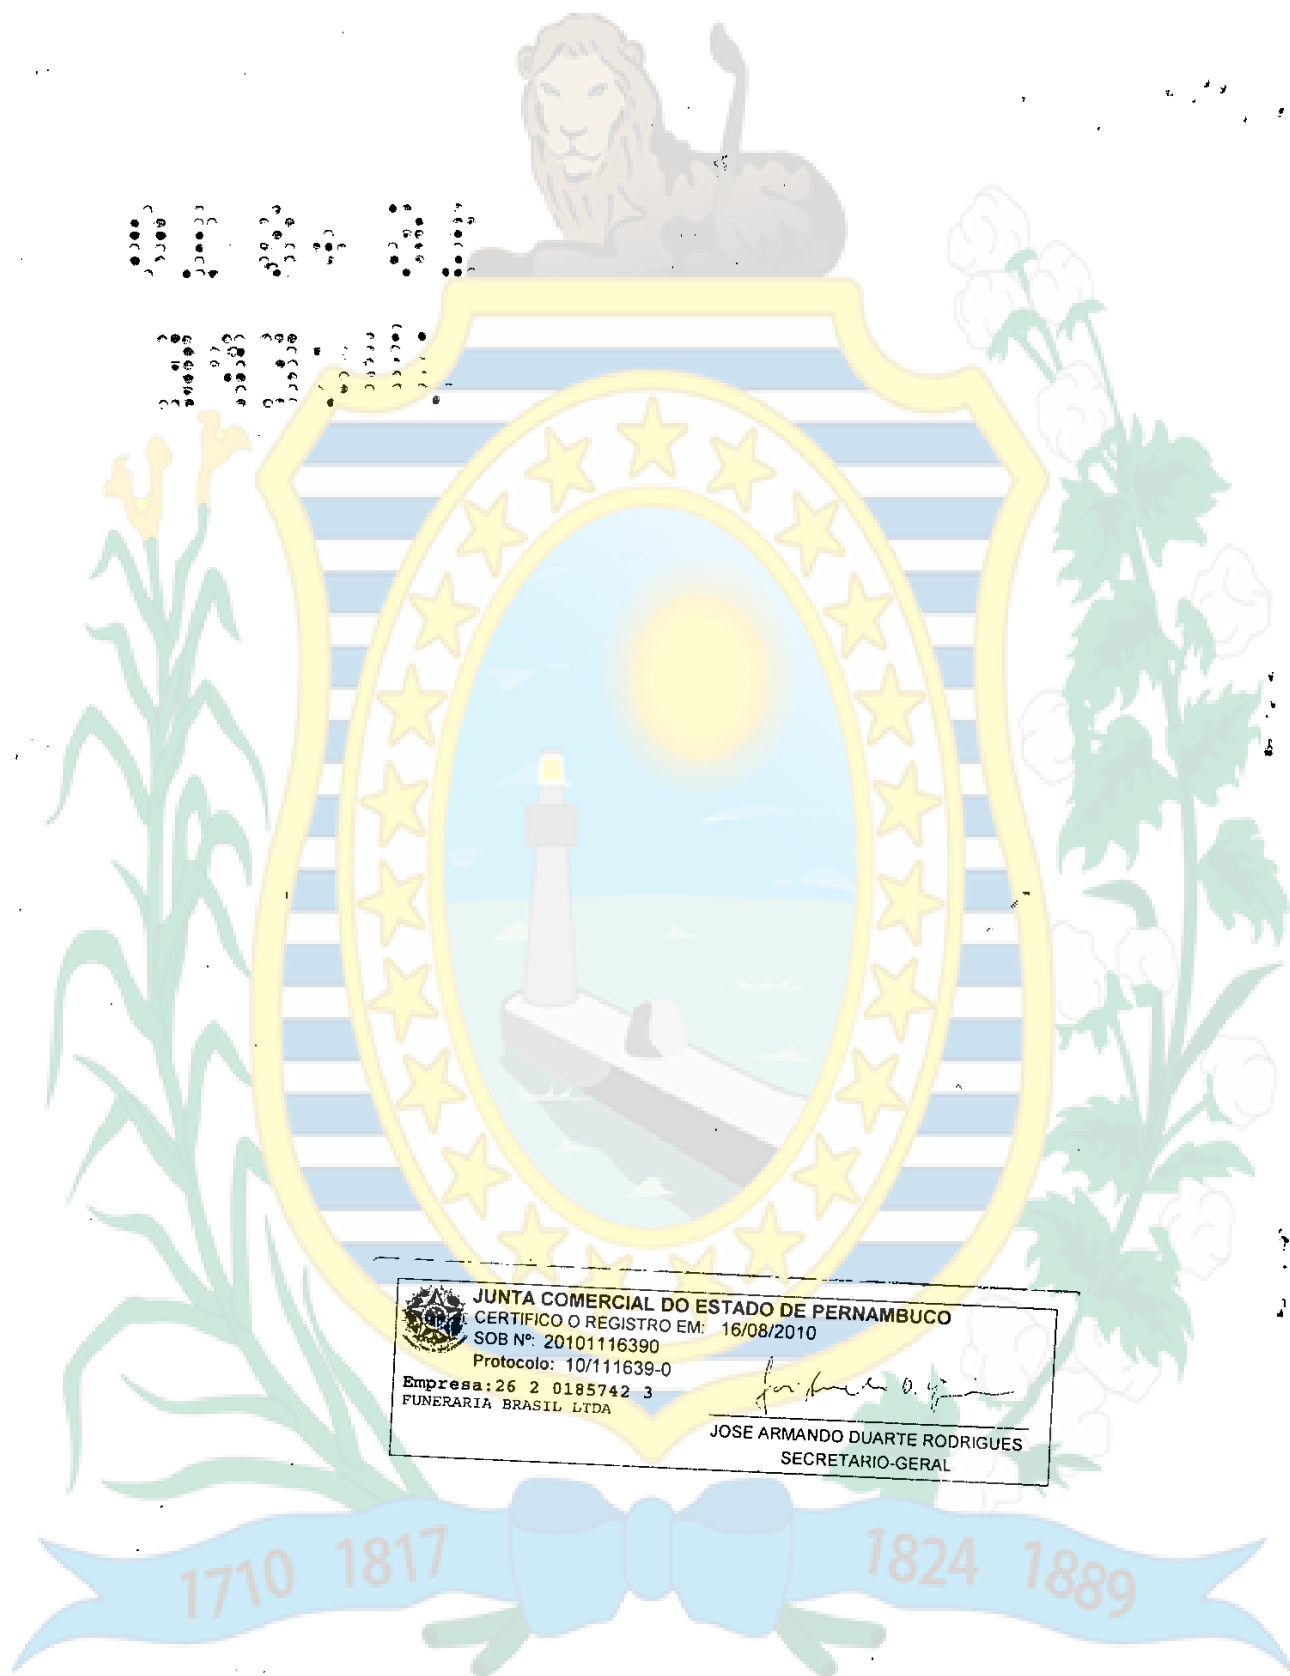 JUNTA COMERCIAL DO ESTADO DE PERNAMBUCO
CERTIFICO O REGISTRO EM: 16/08/2010
SOB Nº: 20101116390
Protocolo: 10/111639-0
Empresa:26 2 0185742 3
FUNERARIA BRASIL LTDA
JOSE ARMANDO DUARTE RODRIGUES
SECRETARIO-GERAL
1710 1817 1824 1889